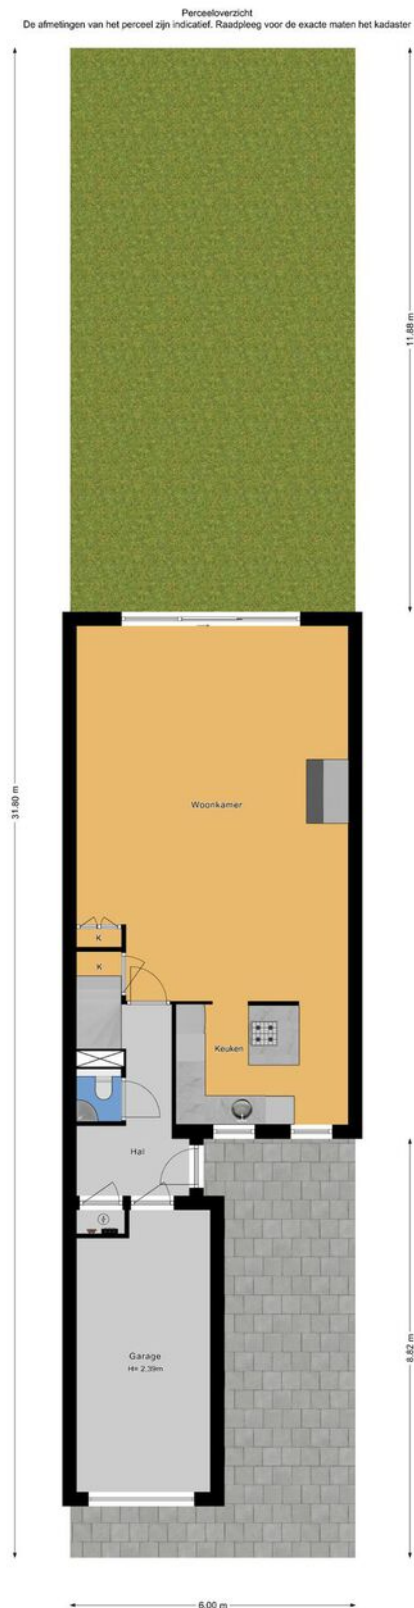 Perceeloverzicht
De afmetingen van het perceel zijn indicatief. Raadpleeg voor de exacte maten het kadaster
11.88 m
31.80 m
Woonkamer
K
K
Keuken
Hal
Garage
H= 2.39m
8.82 m
6.00 m